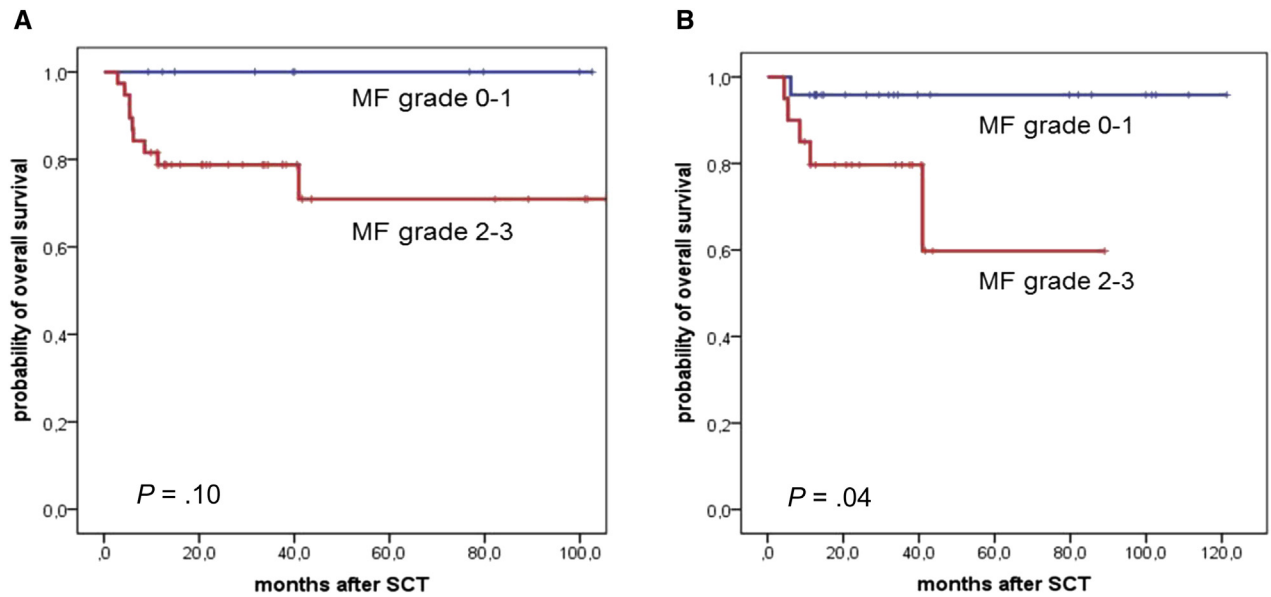 A
probability of overall survival
1,0
0,8
0,6
0,4
0,2
0,0
MF grade 0-1
MF grade 2-3
P = .10
,0 20,0 40,0 60,0 80,0 100,0
months after SCT
B
probability of overall survival
1,0
0,8
0,6
0,4
0,2
0,0
MF grade 0-1
MF grade 2-3
P = .04
,0 20,0 40,0 60,0 80,0 100,0 120,0
months after SCT